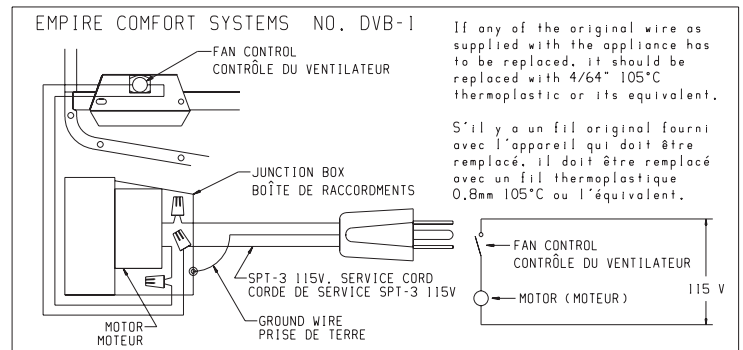 EMPIRE COMFORT SYSTEMS NO. DVB-1
FAN CONTROL
CONTRÔLE DU VENTILATEUR
If any of the original wire as
supplied with the appliance has
to be replaced, it should be
replaced with 4/64" 105°C
thermoplastic or its equivalent.
S'il y a un fil original fourni
avec l'appareil qui doit être
remplacé, il doit être remplacé
avec un fil thermoplastique
0.8mm 105°C ou l'équivalent.
JUNCTION BOX
BOÎTE DE RACCORDMENTS
SPT-3 115V. SERVICE CORD
CORDE DE SERVICE SPT-3 115V
GROUND WIRE
PRISE DE TERRE
MOTOR
MOTEUR
FAN CONTROL
CONTRÔLE DU VENTILATEUR
MOTOR (MOTEUR)
115 V